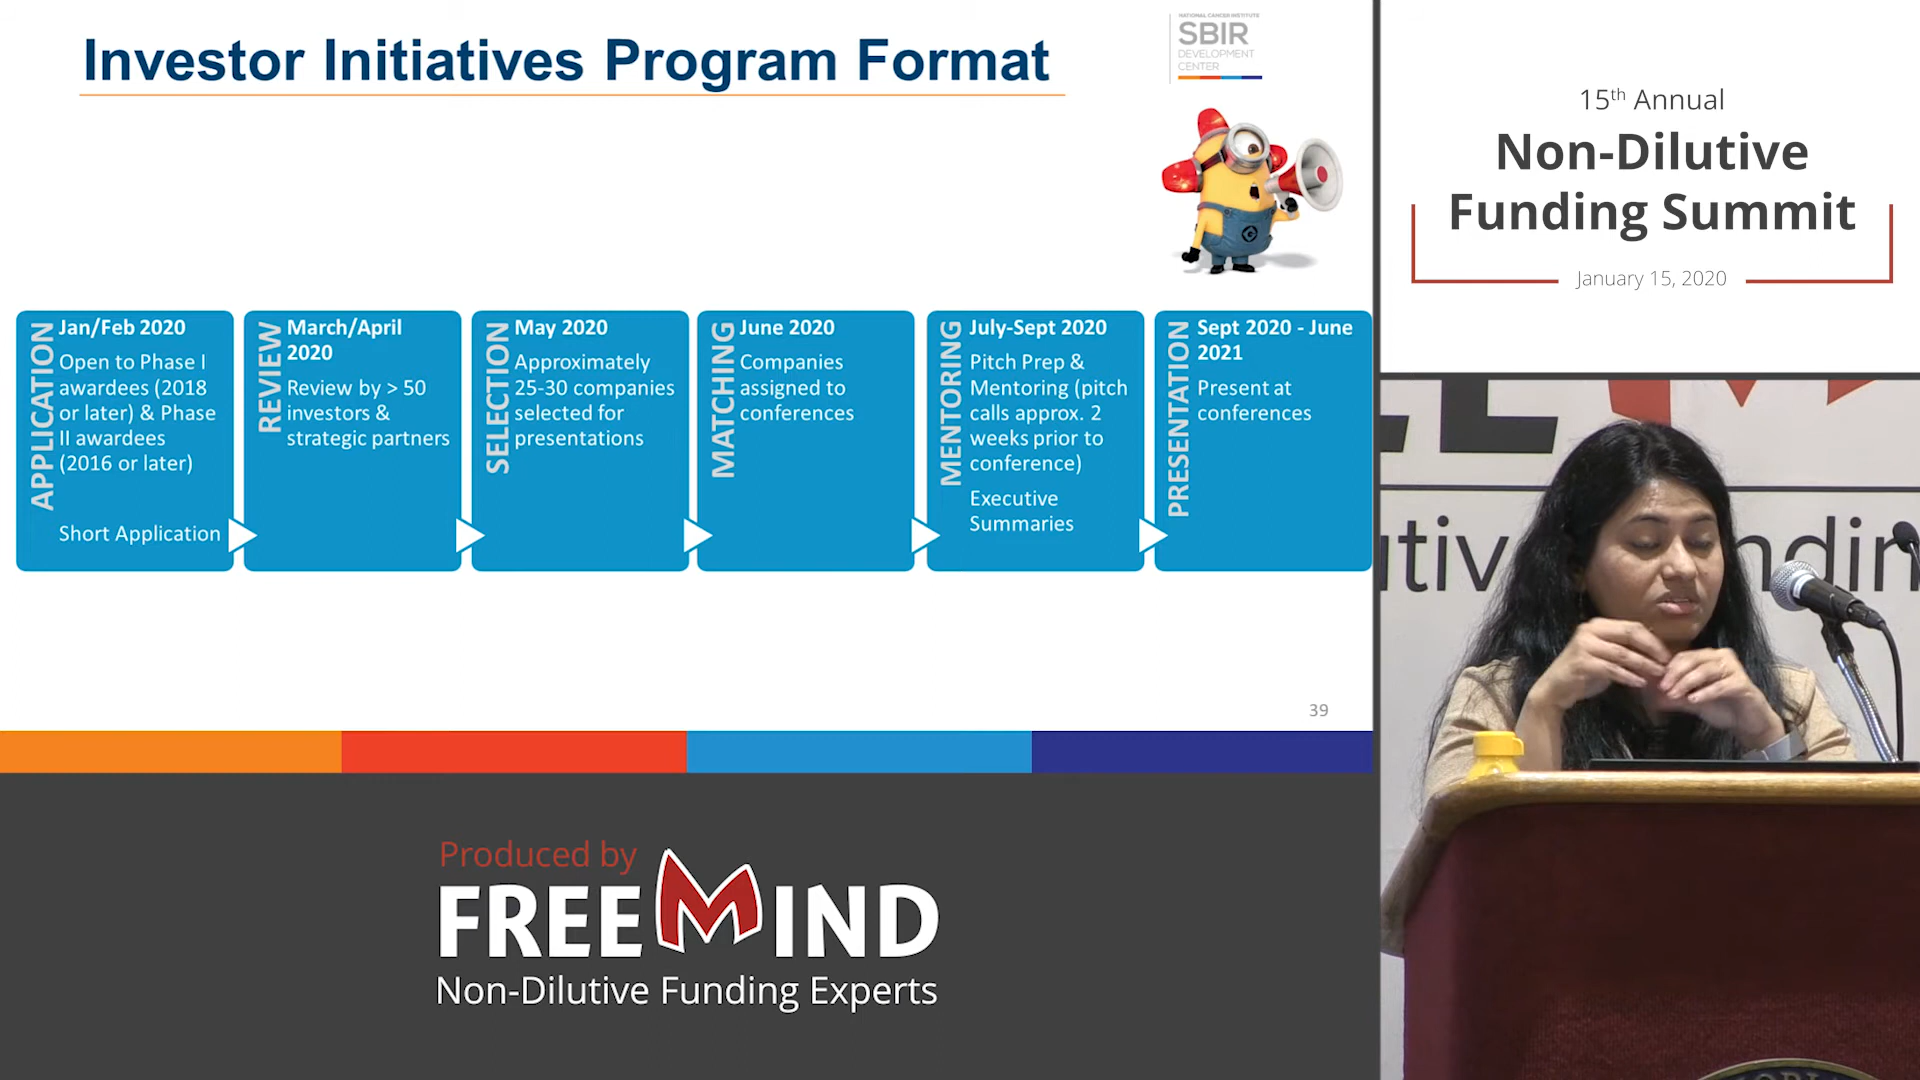 Investor Initiatives Program Format
NATIONAL CANCER INSTITUTE
SBIR
DEVELOPMENT
CENTER
APPLICATION
Jan/Feb 2020
Open to Phase I
awardees (2018
or later) & Phase
II awardees
(2016 or later)
Short Application
REVIEW
March/April
2020
Review by > 50
investors &
strategic partners
SELECTION
May 2020
Approximately
25-30 companies
selected for
presentations
MATCHING
June 2020
Companies
assigned to
conferences
MENTORING
July-Sept 2020
Pitch Prep &
Mentoring (pitch
calls approx. 2
weeks prior to
conference)
Executive
Summaries
PRESENTATION
Sept 2020 - June
2021
Present at
conferences
39
Produced by
FREEMIND
Non-Dilutive Funding Experts
15th Annual
Non-Dilutive
Funding Summit
January 15, 2020